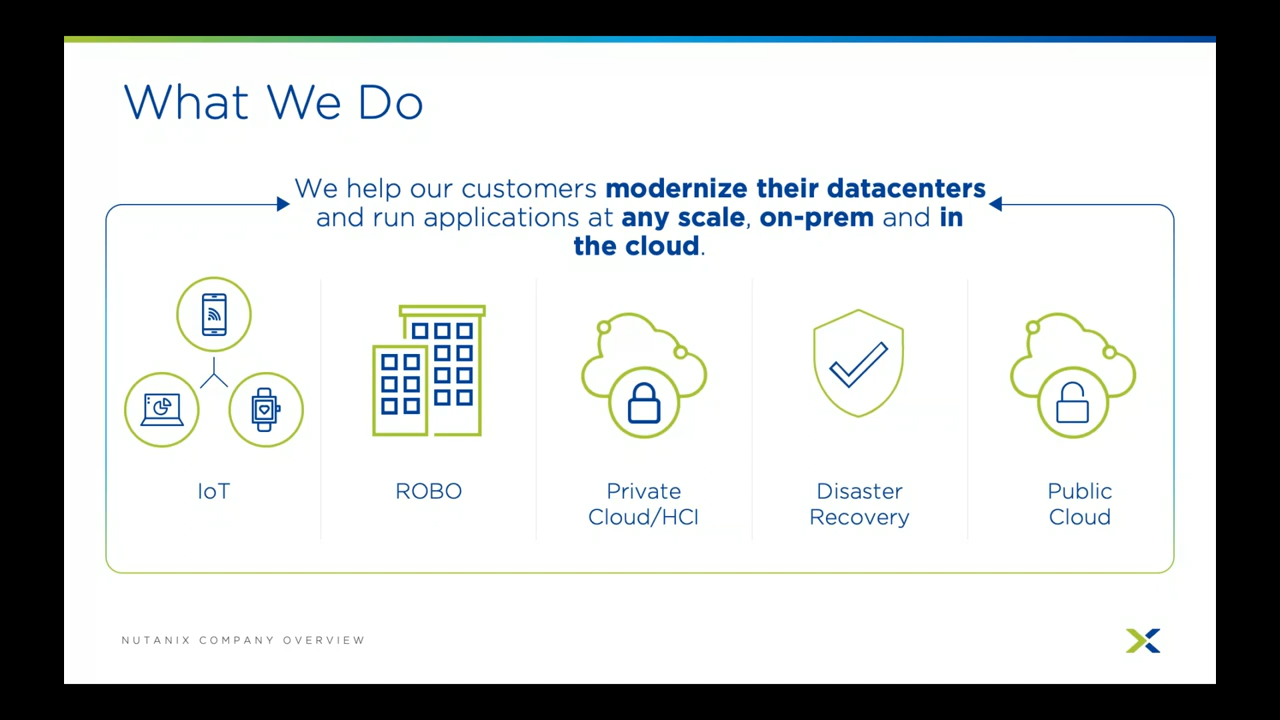 What We Do
We help our customers modernize their datacenters
and run applications at any scale, on-prem and in
the cloud.
IoT
ROBO
Private
Cloud/HCI
Disaster
Recovery
Public
Cloud
NUTANIX COMPANY OVERVIEW